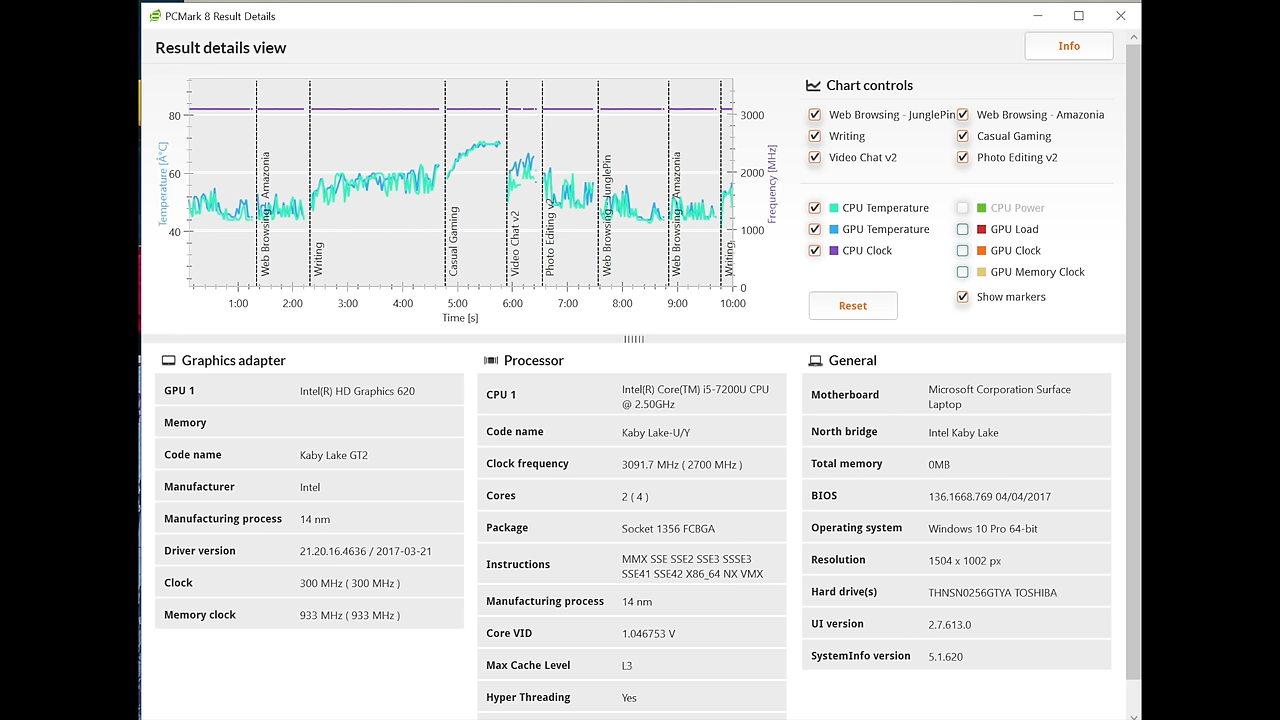 PCMark 8 Result Details
Result details view
Info
80
60
40
Temperature [Å°C]
3000
2000
1000
0
Frequency [MHz]
Web Browsing - Amazonia
Writing
Casual Gaming
Video Chat v2
Photo Editing v2
Web Browsing - JunglePin
Web Browsing - Amazonia
Writing
1:00 2:00 3:00 4:00 5:00 6:00 7:00 8:00 9:00 10:00
Time [s]
Chart controls
Web Browsing - JunglePin Web Browsing - Amazonia
Writing Casual Gaming
Video Chat v2 Photo Editing v2
CPU Temperature CPU Power
GPU Temperature GPU Load
CPU Clock GPU Clock
GPU Memory Clock
Show markers
Reset
Graphics adapter
GPU 1 Intel(R) HD Graphics 620
Memory
Code name Kaby Lake GT2
Manufacturer Intel
Manufacturing process 14 nm
Driver version 21.20.16.4636 / 2017-03-21
Clock 300 MHz ( 300 MHz )
Memory clock 933 MHz ( 933 MHz )
Processor
CPU 1 Intel(R) Core(TM) i5-7200U CPU
@ 2.50GHz
Code name Kaby Lake-U/Y
Clock frequency 3091.7 MHz ( 2700 MHz )
Cores 2 ( 4 )
Package Socket 1356 FCBGA
Instructions MMX SSE SSE2 SSE3 SSSE3
SSE41 SSE42 X86_64 NX VMX
Manufacturing process 14 nm
Core VID 1.046753 V
Max Cache Level L3
Hyper Threading Yes
General
Motherboard Microsoft Corporation Surface
Laptop
North bridge Intel Kaby Lake
Total memory 0MB
BIOS 136.1668.769 04/04/2017
Operating system Windows 10 Pro 64-bit
Resolution 1504 x 1002 px
Hard drive(s) THNSN0256GTYA TOSHIBA
UI version 2.7.613.0
SystemInfo version 5.1.620